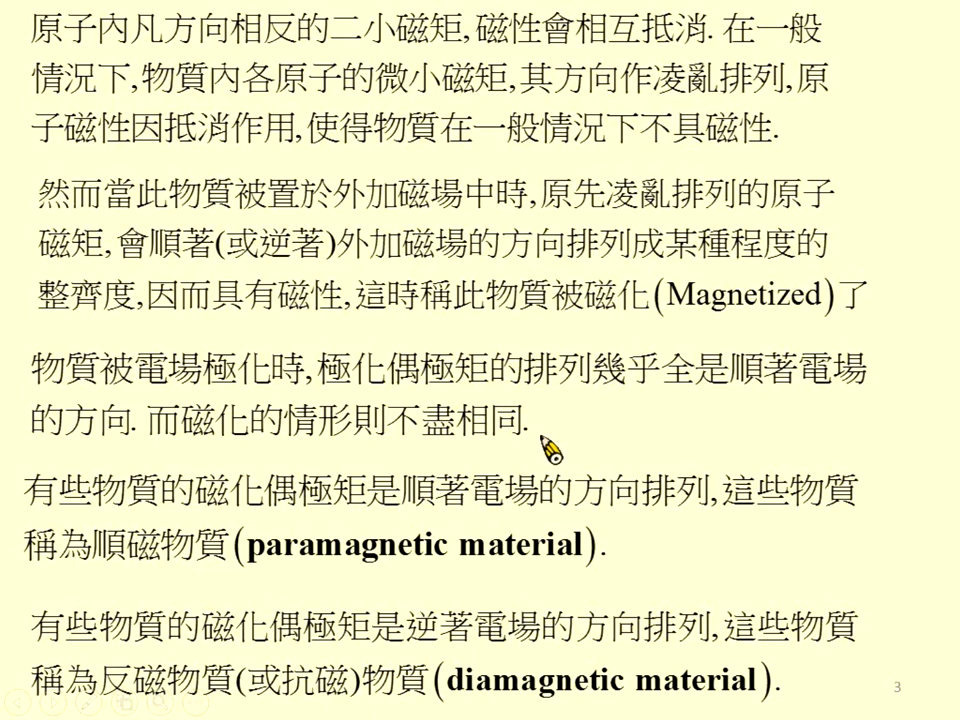 原子內凡方向相反的二小磁矩,磁性會相互抵消. 在一般
情況下,物質內各原子的微小磁矩,其方向作凌亂排列,原
子磁性因抵消作用,使得物質在一般情況下不具磁性.
然而當此物質被置於外加磁場中時,原先凌亂排列的原子
磁矩,會順著(或逆著)外加磁場的方向排列成某種程度的
整齊度,因而具有磁性,這時稱此物質被磁化(Magnetized)了
物質被電場極化時,極化偶極矩的排列幾乎全是順著電場
的方向. 而磁化的情形則不盡相同.
有些物質的磁化偶極矩是順著電場的方向排列,這些物質
稱為順磁物質(paramagnetic material).
有些物質的磁化偶極矩是逆著電場的方向排列,這些物質
稱為反磁物質(或抗磁)物質(diamagnetic material).
3